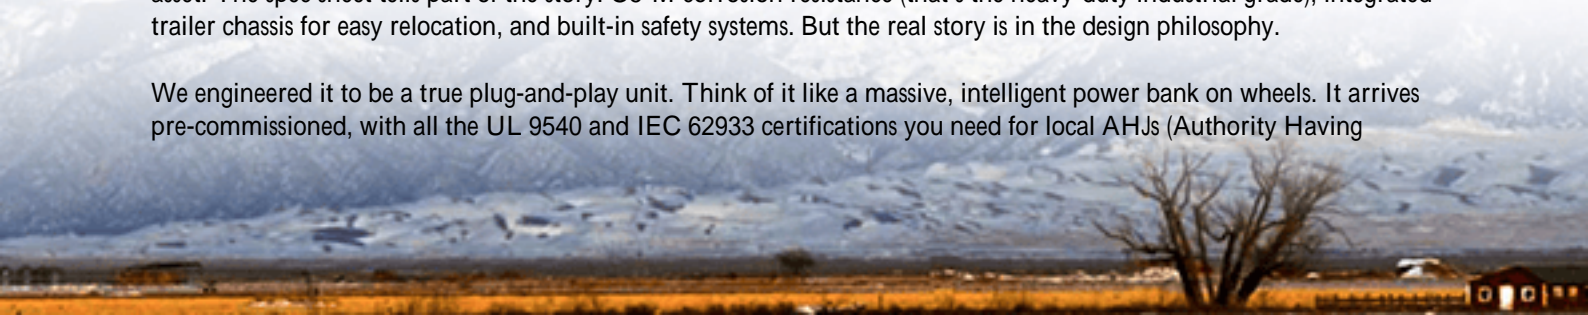 trailer chassis for easy relocation, and built-in safety systems. But the real story is in the design philosophy.
We engineered it to be a true plug-and-play unit. Think of it like a massive, intelligent power bank on wheels. It arrives
pre-commissioned, with all the UL 9540 and IEC 62933 certifications you need for local AHJs (Authority Having